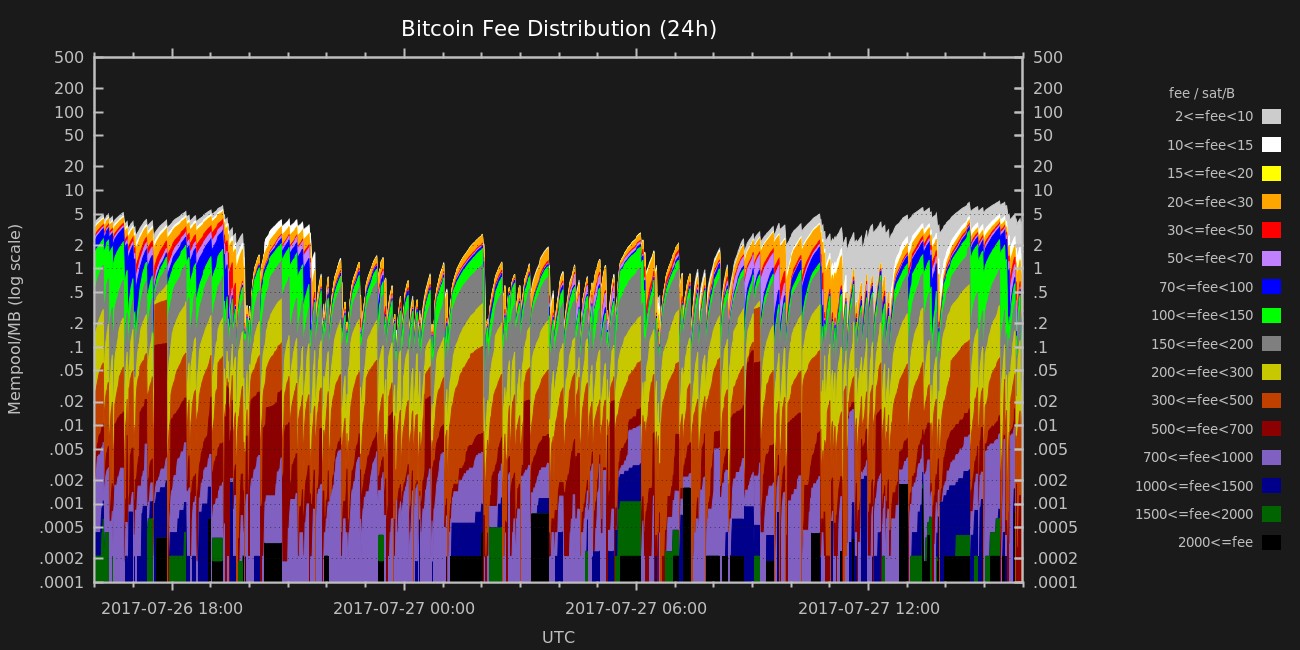 Bitcoin Fee Distribution (24h)
500 500
200 200
100 100
50 50
20 20
10 10
5 5
2 2
1 1
.5 .5
.2 .2
.1 .1
.05 .05
.02 .02
.01 .01
.005 .005
.002 .002
.001 .001
.0005 .0005
.0002 .0002
.0001 .0001
Mempool/MB (log scale)
2017-07-26 18:00 2017-07-27 00:00 2017-07-27 06:00 2017-07-27 12:00
UTC
fee / sat/B
2<=fee<10
10<=fee<15
15<=fee<20
20<=fee<30
30<=fee<50
50<=fee<70
70<=fee<100
100<=fee<150
150<=fee<200
200<=fee<300
300<=fee<500
500<=fee<700
700<=fee<1000
1000<=fee<1500
1500<=fee<2000
2000<=fee